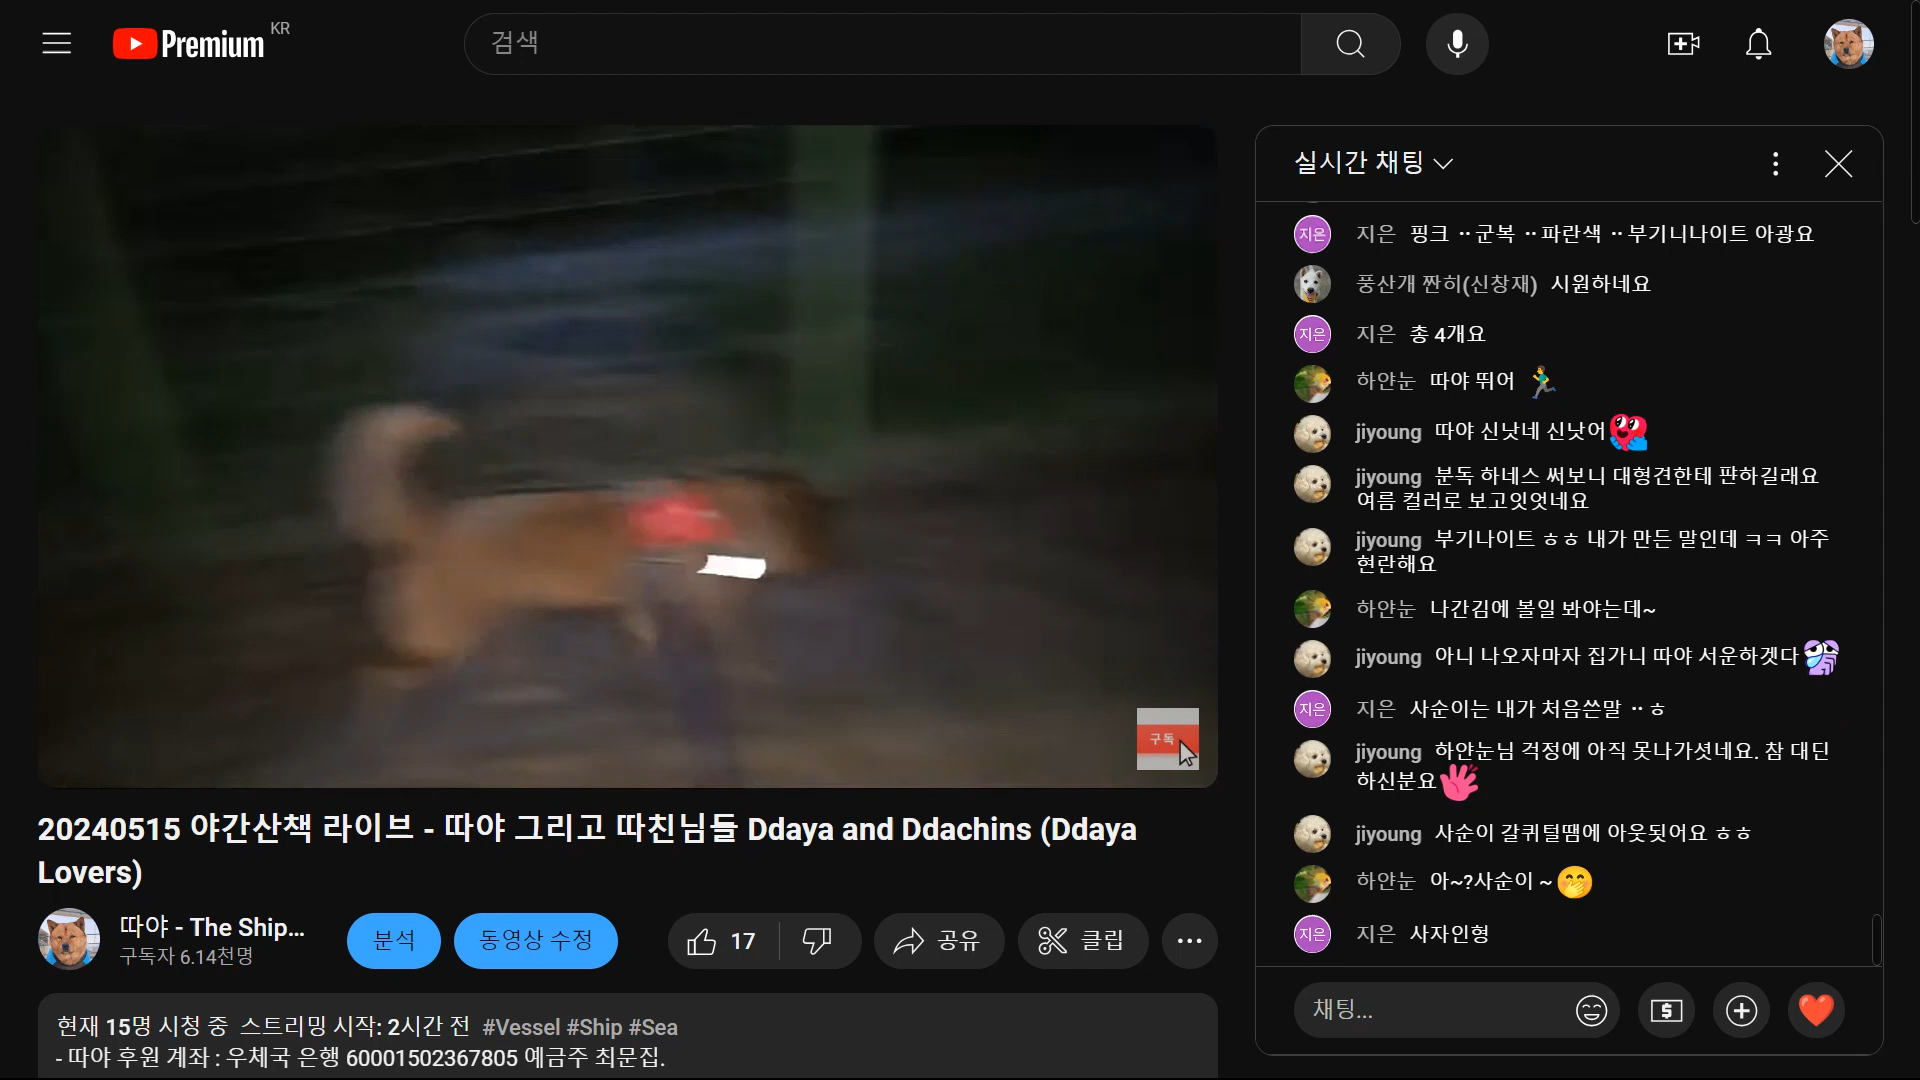 Premium KR
검색
실시간 채팅
지은 지은 핑크 ··군복 ··파란색 ··부기니나이트 아광요
풍산개 짠히(신창재) 시원하네요
지은 지은 총 4개요
하얀눈 따야 뛰어
jiyoung 따야 신낫네 신낫어
jiyoung 분독 하네스 써보니 대형견한테 퍈하길래요
여름 컬러로 보고잇엇네요
jiyoung 부기나이트 ㅎㅎ 내가 만든 말인데 ㅋㅋ 아주
현란해요
하얀눈 나간김에 볼일 봐야는데~
jiyoung 아니 나오자마자 집가니 따야 서운하겟다
지은 지은 사순이는 내가 처음쓴말 ··ㅎ
jiyoung 하얀눈님 걱정에 아직 못나가셧네요. 참 대딘
하신분요
jiyoung 사순이 갈퀴털땜에 아웃됫어요 ㅎㅎ
하얀눈 아~?사순이 ~
지은 지은 사자인형
채팅...
구독
20240515 야간산책 라이브 - 따야 그리고 따친님들 Ddaya and Ddachins (Ddaya
Lovers)
따야 - The Ship...
구독자 6.14천명
분석
동영상 수정
17
공유
클립
현재 15명 시청 중 스트리밍 시작: 2시간 전 #Vessel #Ship #Sea
- 따야 후원 계좌 : 우체국 은행 60001502367805 예금주 최문집.